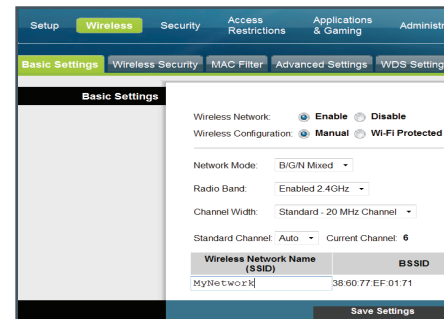 Setup Wireless Security Access Restrictions Applications & Gaming
Basic Settings Wireless Security MAC Filter Advanced Settings WDS
Basic Settings
Wireless Network: Enable Disable
Wireless Configuration: Manual Wi-Fi Protected
Network Mode: B/G/N Mixed
Radio Band: Enabled 2.4GHz
Channel Width: Standard - 20 MHz Channel
Standard Channel: Auto Current Channel: 6
Wireless Network Name (SSID) BSSID
MyNetwork 38:60:77:EF:01:71
Save Settings